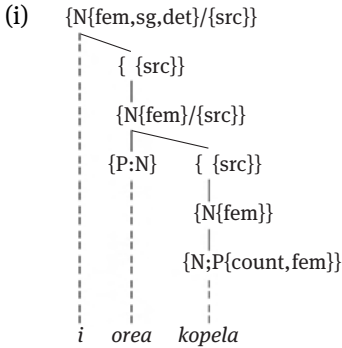 (i) {N{fem,sg,det}/{src}}
{ {src}}
{N{fem}/{src}}
{P:N} { {src}}
{N{fem}}
{N;P{count,fem}}
i orea kopela